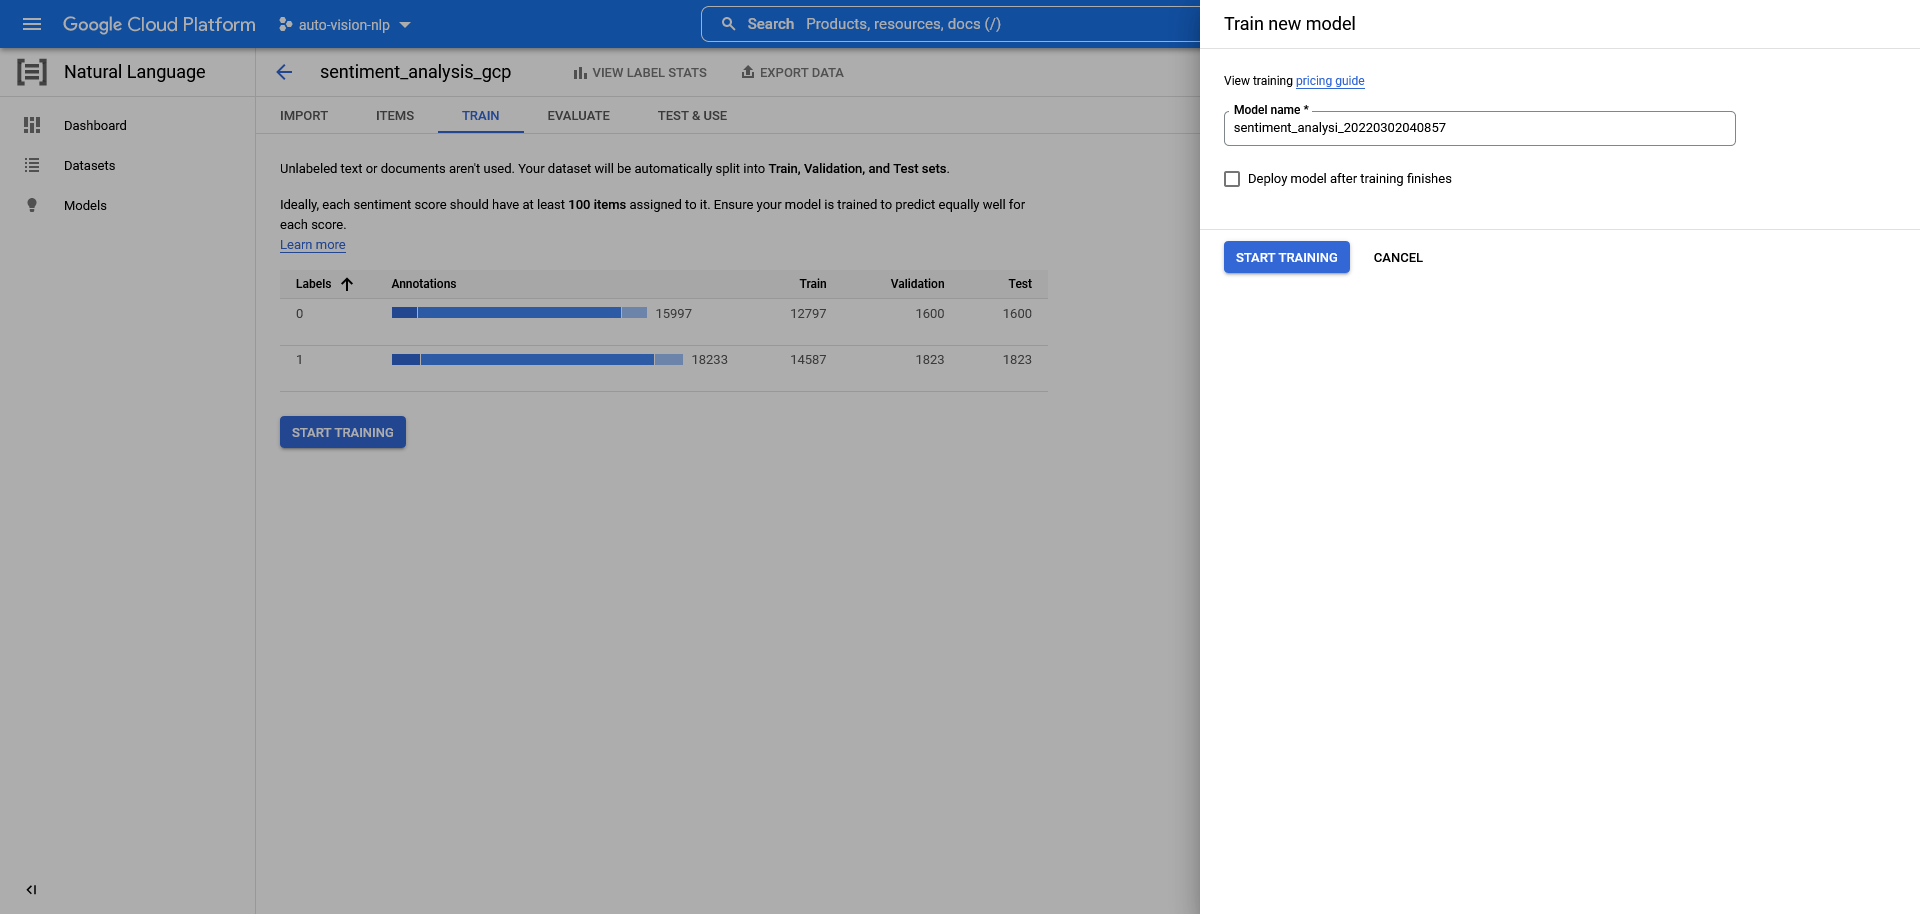 Google Cloud Platform
auto-vision-nlp
Search Products, resources, docs (/)
Natural Language
Dashboard
Datasets
Models
sentiment_analysis_gcp
VIEW LABEL STATS
EXPORT DATA
IMPORT ITEMS TRAIN EVALUATE TEST & USE
Unlabeled text or documents aren't used. Your dataset will be automatically split into Train, Validation, and Test sets.
Ideally, each sentiment score should have at least 100 items assigned to it. Ensure your model is trained to predict equally well for
each score.
Learn more
Labels Annotations Train Validation Test
0 15997 12797 1600 1600
1 18233 14587 1823 1823
START TRAINING
Train new model
View training pricing guide
Model name *
sentiment_analysi_20220302040857
Deploy model after training finishes
START TRAINING CANCEL